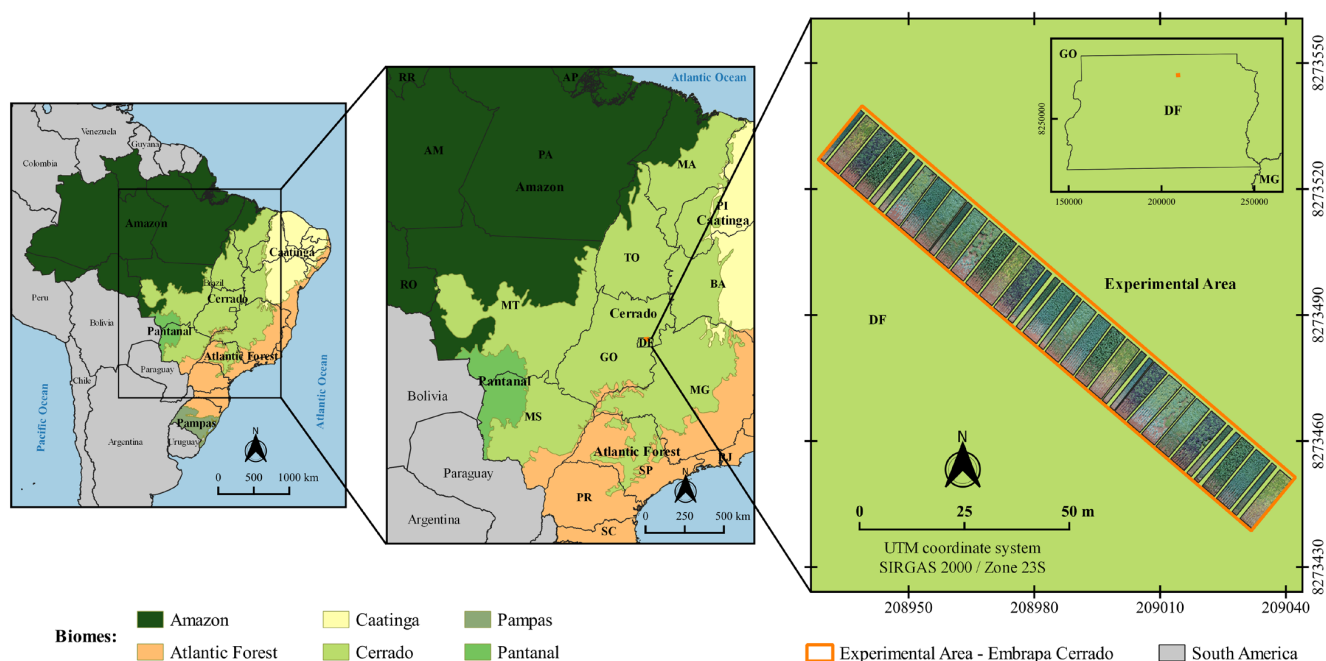 Venezuela
Guyana
Colombia
Amazon
Caatinga
Brazil
Cerrado
Peru
Bolivia
Pantanal
Atlantic Forest
Paraguay
Chile
Pampas
Argentina
Uruguay
Pacific Ocean
Atlantic Ocean
N
0 500 1000 km
RR
AP
Atlantic Ocean
AM
PA
Amazon
MA
PI
Caatinga
TO
RO
MT
BA
Cerrado
DF
GO
Bolivia
Pantanal
MG
MS
Atlantic Forest
RJ
Paraguay
SP
N
PR
0 250 500 km
Argentina
SC
GO
DF
MG
8250000
150000 200000 250000
Experimental Area
DF
N
0 25 50 m
UTM coordinate system
SIRGAS 2000 / Zone 23S
8273550
8273520
8273490
8273460
8273430
208950 208980 209010 209040
Biomes:
Amazon
Caatinga
Pampas
Atlantic Forest
Cerrado
Pantanal
Experimental Area - Embrapa Cerrado
South America